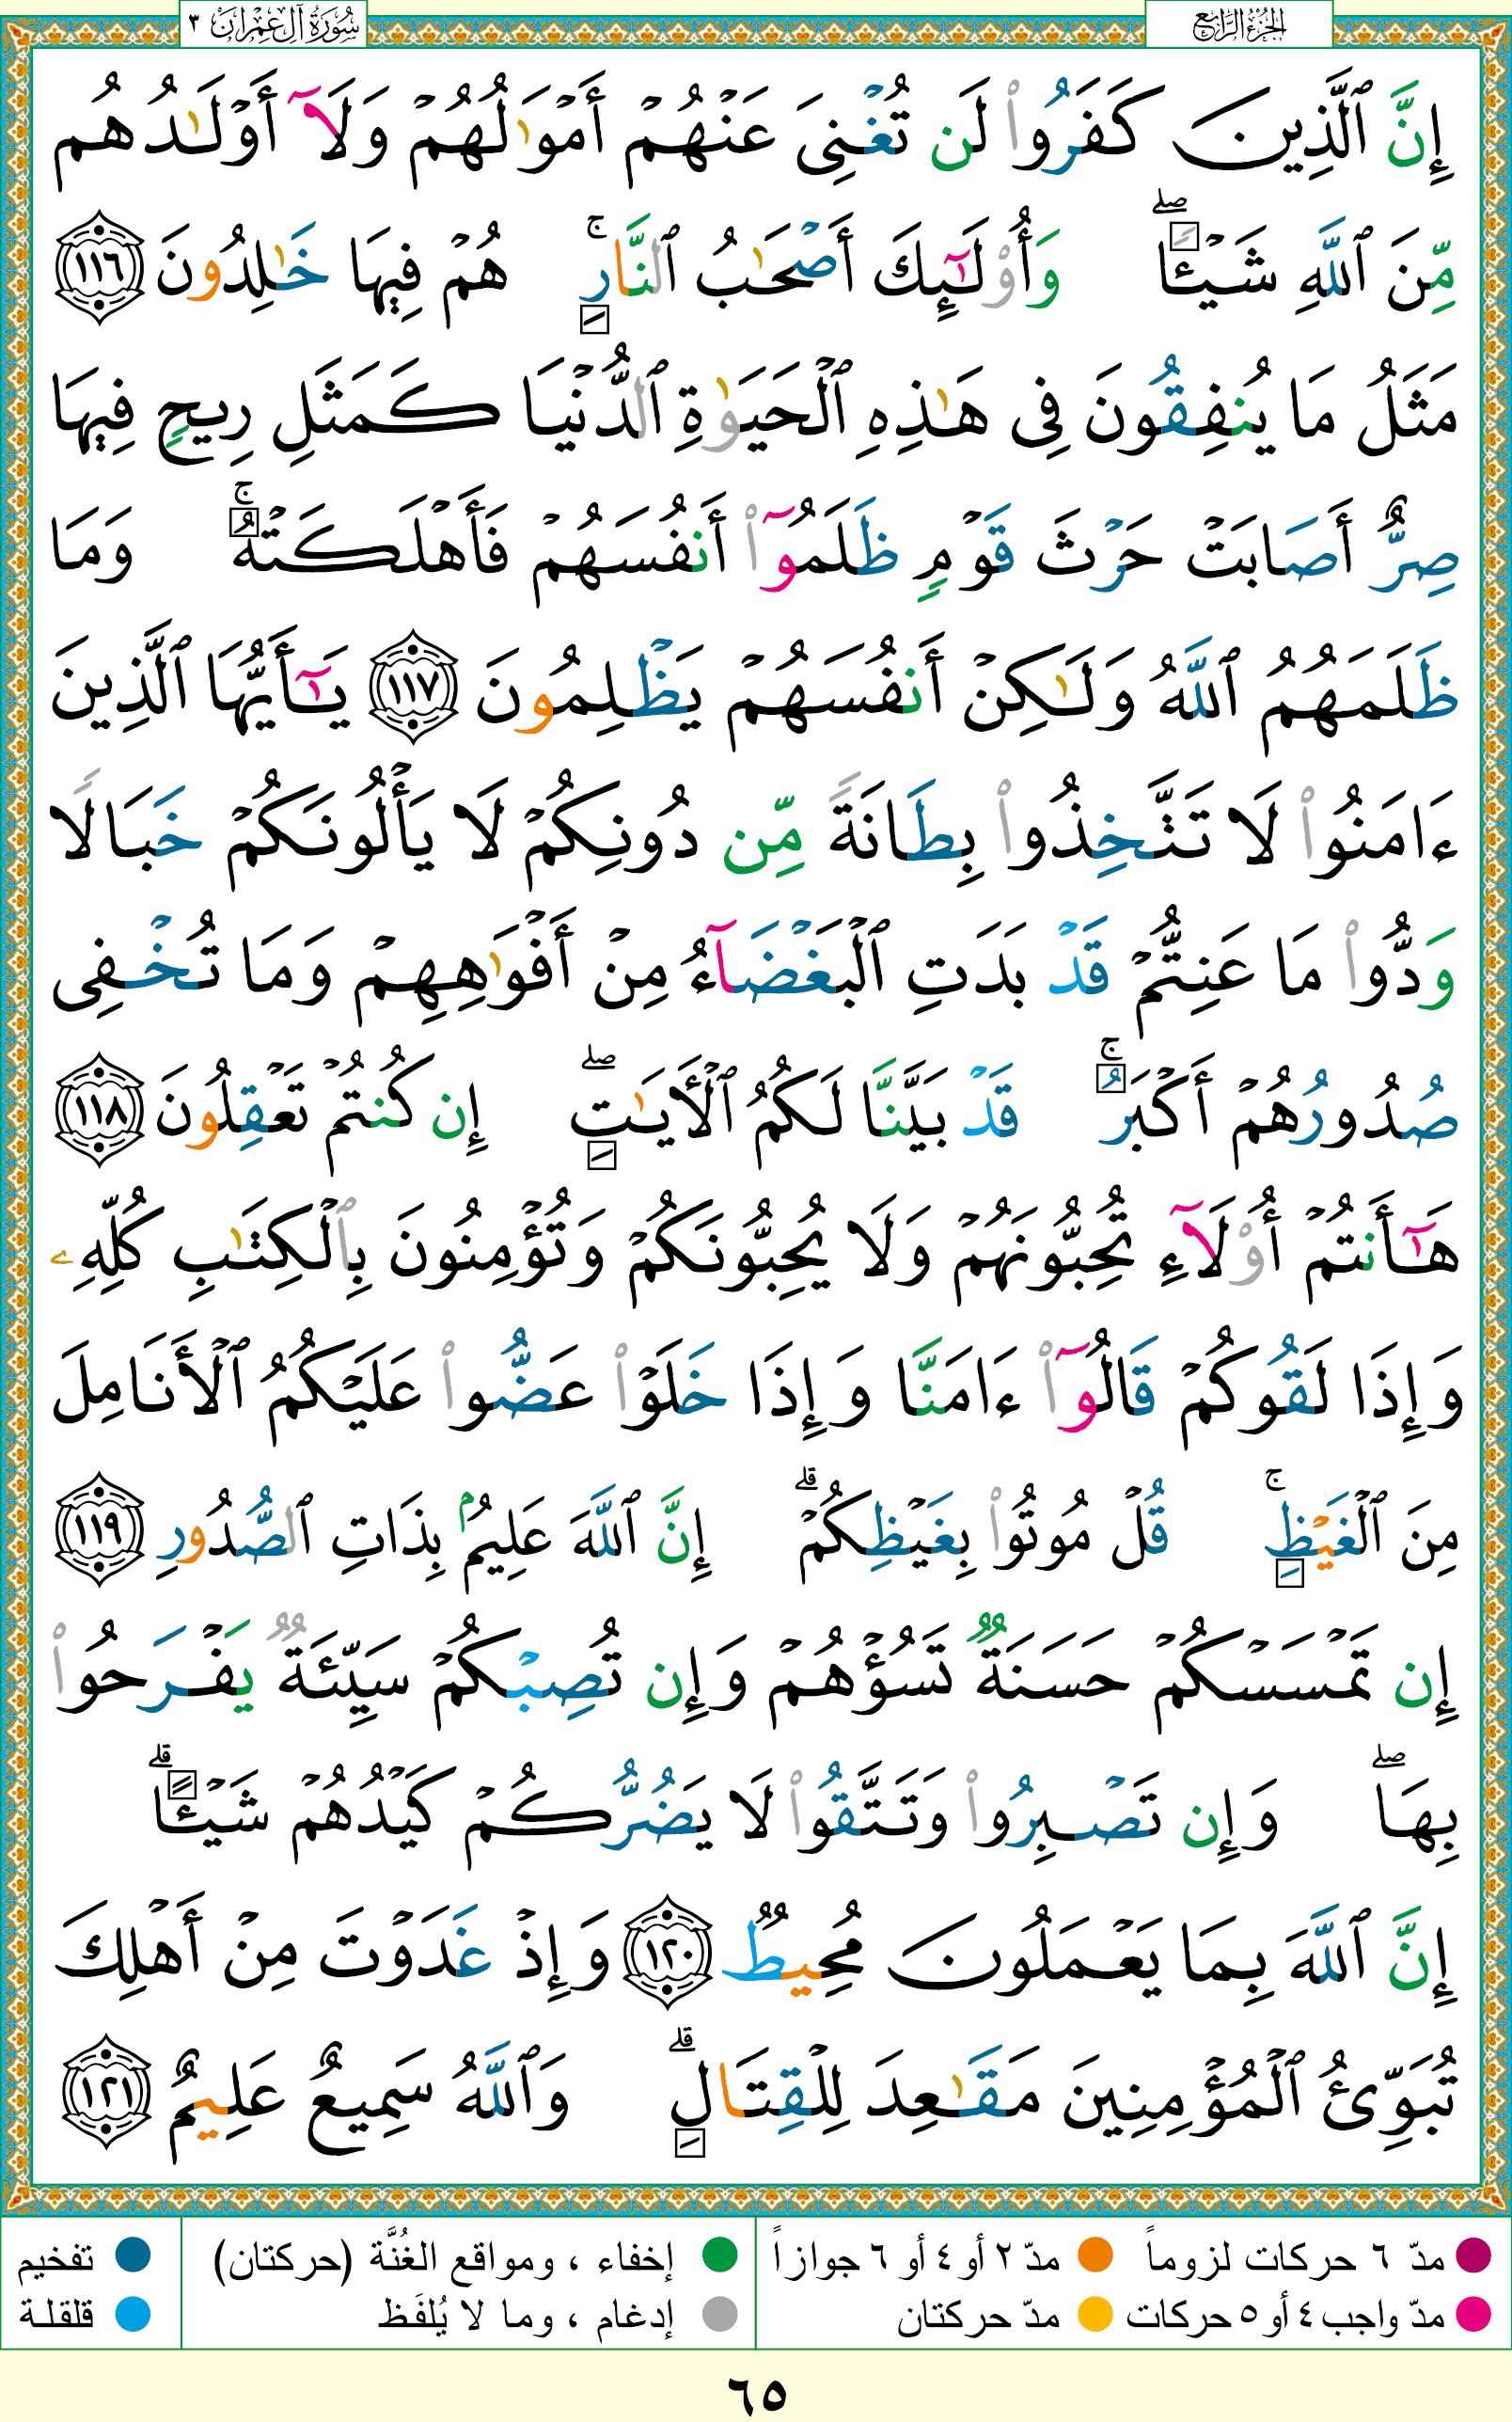 الجزء الرابع
سورة آل عمران ٣
إِنَّ ٱلَّذِينَ كَفَرُوا۟ لَن تُغْنِىَ عَنْهُمْ أَمْوَٰلُهُمْ وَلَآ أَوْلَـٰدُهُم
مِّنَ ٱللَّهِ شَيْـًٔا ۖ وَأُو۟لَـٰٓئِكَ أَصْحَـٰبُ ٱلنَّارِ ۚ هُمْ فِيهَا خَـٰلِدُونَ ١١٦
مَثَلُ مَا يُنفِقُونَ فِى هَـٰذِهِ ٱلْحَيَوٰةِ ٱلدُّنْيَا كَمَثَلِ رِيحٍ فِيهَا
صِرٌّ أَصَابَتْ حَرْثَ قَوْمٍ ظَلَمُوٓا۟ أَنفُسَهُمْ فَأَهْلَكَتْهُ ۚ وَمَا
ظَلَمَهُمُ ٱللَّهُ وَلَـٰكِنْ أَنفُسَهُمْ يَظْلِمُونَ ١١٧ يَـٰٓأَيُّهَا ٱلَّذِينَ
ءَامَنُوا۟ لَا تَتَّخِذُوا۟ بِطَانَةً مِّن دُونِكُمْ لَا يَأْلُونَكُمْ خَبَالًا
وَدُّوا۟ مَا عَنِتُّمْ قَدْ بَدَتِ ٱلْبَغْضَآءُ مِنْ أَفْوَٰهِهِمْ وَمَا تُخْفِى
صُدُورُهُمْ أَكْبَرُ ۚ قَدْ بَيَّنَّا لَكُمُ ٱلْـَٔايَـٰتِ ۖ إِن كُنتُمْ تَعْقِلُونَ ١١٨
هَـٰٓأَنتُمْ أُو۟لَآءِ تُحِبُّونَهُمْ وَلَا يُحِبُّونَكُمْ وَتُؤْمِنُونَ بِٱلْكِتَـٰبِ كُلِّهِۦ
وَإِذَا لَقُوكُمْ قَالُوٓا۟ ءَامَنَّا وَإِذَا خَلَوْا۟ عَضُّوا۟ عَلَيْكُمُ ٱلْأَنَامِلَ
مِنَ ٱلْغَيْظِ ۚ قُلْ مُوتُوا۟ بِغَيْظِكُمْ ۗ إِنَّ ٱللَّهَ عَلِيمٌۢ بِذَاتِ ٱلصُّدُورِ ١١٩
إِن تَمْسَسْكُمْ حَسَنَةٌ تَسُؤْهُمْ وَإِن تُصِبْكُمْ سَيِّئَةٌ يَفْرَحُوا۟
بِهَا ۖ وَإِن تَصْبِرُوا۟ وَتَتَّقُوا۟ لَا يَضُرُّكُمْ كَيْدُهُمْ شَيْـًٔا ۗ
إِنَّ ٱللَّهَ بِمَا يَعْمَلُونَ مُحِيطٌ ١٢٠ وَإِذْ غَدَوْتَ مِنْ أَهْلِكَ
تُبَوِّئُ ٱلْمُؤْمِنِينَ مَقَـٰعِدَ لِلْقِتَالِ ۗ وَٱللَّهُ سَمِيعٌ عَلِيمٌ ١٢١
مدّ ٦ حركات لزوماً مدّ ٢ أو ٤ أو ٦ جوازاً إخفاء ، ومواقع الغُنَّة (حركتان) تفخيم
مدّ واجب ٤ أو ٥ حركات مدّ حركتان إدغام ، وما لا يُلفَظ قلقلة
٦٥